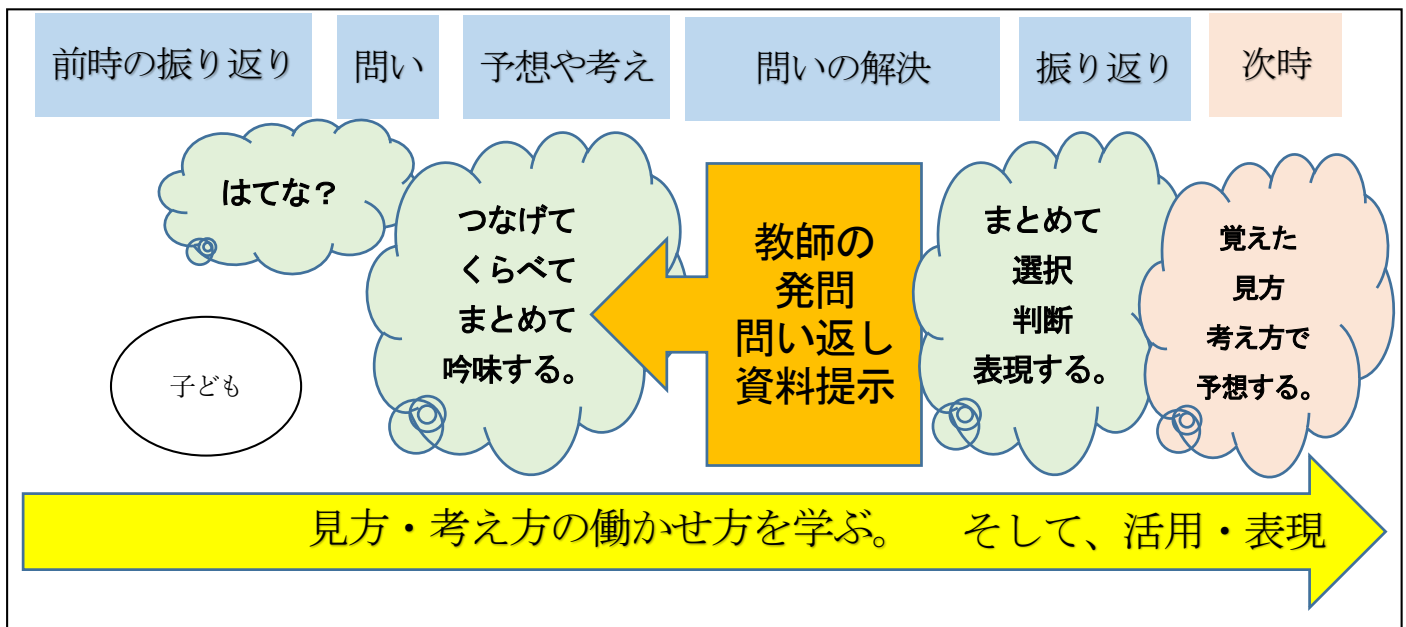 前時の振り返り
問い
予想や考え
問いの解決
振り返り
次時
はてな？
つなげて
くらべて
まとめて
吟味する。
教師の
発問
問い返し
資料提示
まとめて
選択
判断
表現する。
覚えた
見方
考え方で
予想する。
子ども
見方・考え方の働かせ方を学ぶ。　そして、活用・表現